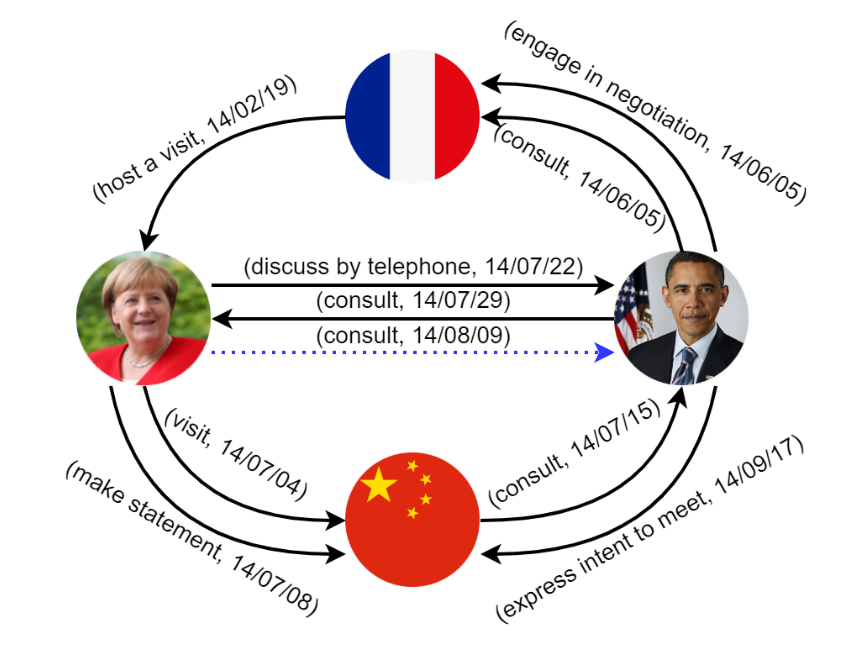 (engage in negotiation, 14/06/05)
(host a visit, 14/02/19)
(consult, 14/06/05)
(discuss by telephone, 14/07/22)
(consult, 14/07/29)
(consult, 14/08/09)
(visit, 14/07/04)
(consult, 14/07/15)
(make statement, 14/07/08)
(express intent to meet, 14/09/17)